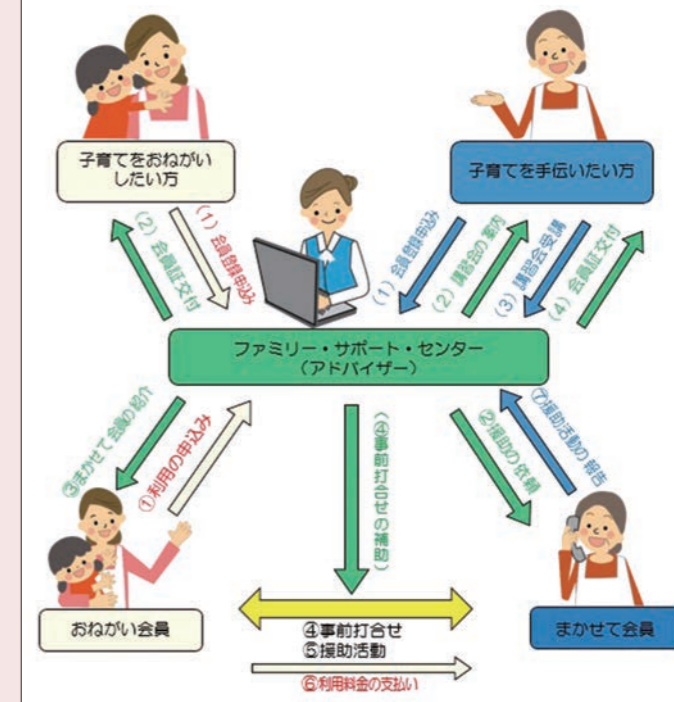 子育てをおねがい
したい方
子育てを手伝いたい方
(2) 会員証交付
(1) 会員登録申込み
(1) 会員登録申込み
(2) 講習会の案内
(3) 講習会受講
(4) 会員証交付
ファミリー・サポート・センター
(アドバイザー)
③まかせて会員の紹介
①利用の申込み
(④事前打合せの補助)
②援助の依頼
⑦援助活動の報告
おねがい会員
④事前打合せ
⑤援助活動
まかせて会員
⑥利用料金の支払い